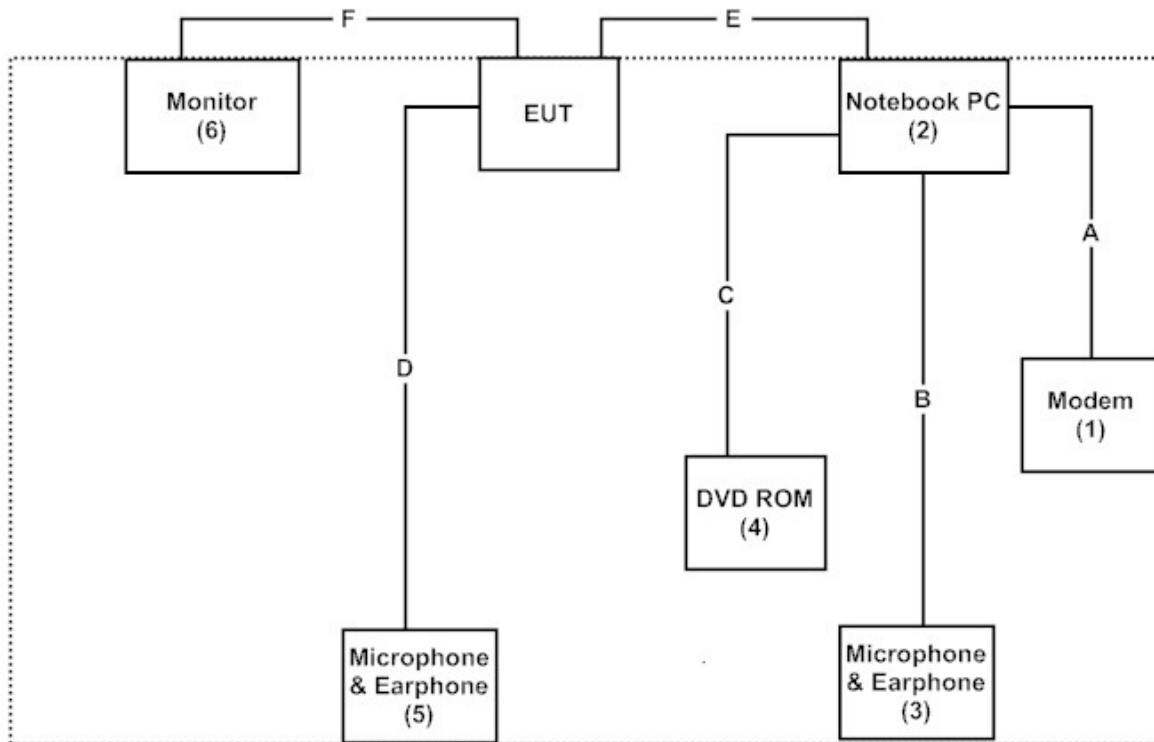 F
E
Monitor
(6)
EUT
Notebook PC
(2)
A
C
D
B
Modem
(1)
DVD ROM
(4)
Microphone
& Earphone
(5)
Microphone
& Earphone
(3)